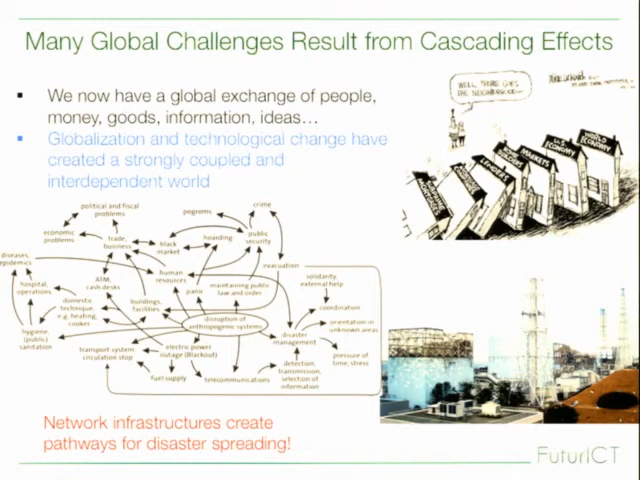 Many Global Challenges Result from Cascading Effects
▪ We now have a global exchange of people,
money, goods, information, ideas...
▪ Globalization and technological change have
created a strongly coupled and
interdependent world
WELL, THERE GOES
THE NEIGHBORHOOD...
LENDERS
MARKETS
U.S.
ECONOMY
WORLD
ECONOMY
political and fiscal
problems
pogroms
crime
economic
problems
trade,
business
black
market
hoarding
public
security
diseases,
epidemics
human
resources
evacuation
hospital,
operations
ATM,
cash desks
panic
maintaining public
law and order
solidarity,
external help
domestic
technique,
e.g. heating,
cooker
buildings,
facilities
coordination
disruption of
anthropogenic systems
orientation in
unknown areas
hygiene,
(public)
sanitation
disaster
management
transport system
circulation stop
electric power
outage (Blackout)
pressure of
time, stress
fuel supply
telecommunications
detection,
transmission,
selection of
information
Network infrastructures create
pathways for disaster spreading!
FuturICT